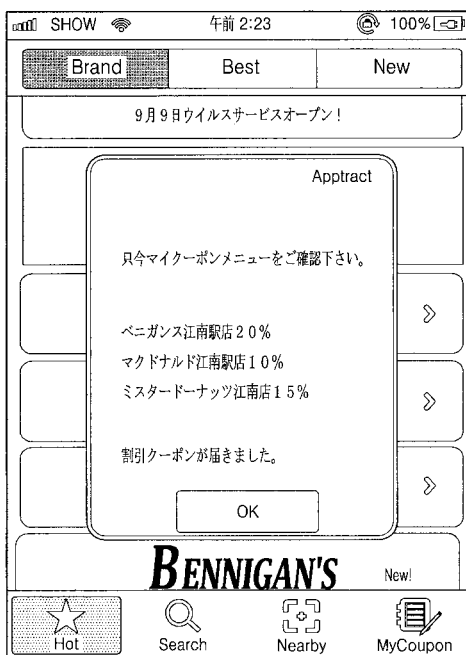 SHOW 午前 2:23 100%
Brand Best New
9月9日ウイルスサービスオープン!
Apptract
只今マイクーポンメニューをご確認下さい。
ベニガンス江南駅店20%
マクドナルド江南駅店10%
ミスタードーナッツ江南店15%
割引クーポンが届きました。
OK
BENNIGAN'S New!
Hot Search Nearby MyCoupon